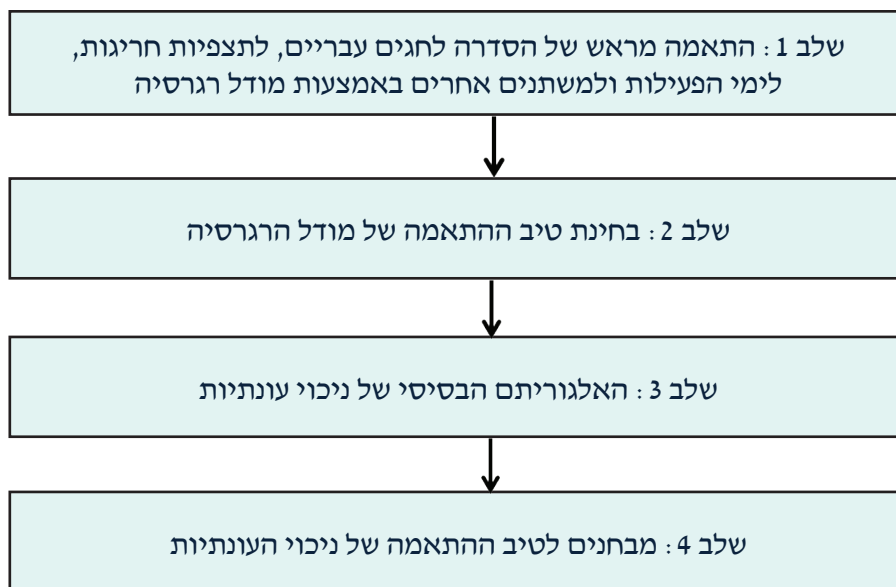 שלב 1: התאמה מראש של הסדרה לחגים עבריים, לתצפיות חריגות,
לימי הפעילות ולמשתנים אחרים באמצעות מודל רגרסיה
שלב 2: בחינת טיב ההתאמה של מודל הרגרסיה
שלב 3: האלגוריתם הבסיסי של ניכוי עונתיות
שלב 4: מבחנים לטיב ההתאמה של ניכוי העונתיות